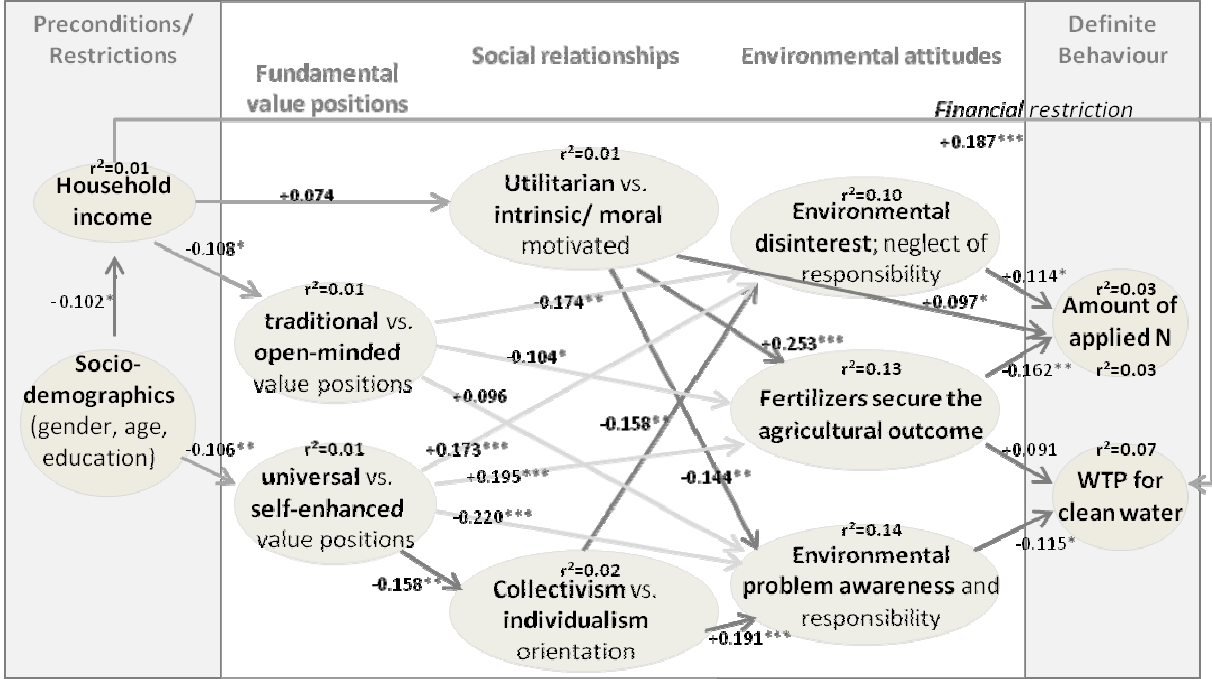 Preconditions/
Restrictions
Fundamental
value positions
Social relationships
Environmental attitudes
Definite
Behaviour
Financial restriction
+0.187***
r²=0.01
Household
income
+0.074
-0.108*
-0.102*
Socio-
demographics
(gender, age,
education)
-0.106**
r²=0.01
traditional vs.
open-minded
value positions
-0.174**
-0.104*
+0.096
r²=0.01
universal vs.
self-enhanced
value positions
+0.173***
+0.195***
-0.220***
-0.158**
r²=0.01
Utilitarian vs.
intrinsic/ moral
motivated
+0.097*
+0.253***
-0.144**
r²=0.02
Collectivism vs.
individualism
orientation
-0.158**
+0.191***
r²=0.10
Environmental
disinterest; neglect of
responsibility
+0.114*
r²=0.13
Fertilizers secure the
agricultural outcome
-0.162**
+0.091
r²=0.14
Environmental
problem awareness and
responsibility
-0.115*
r²=0.03
Amount of
applied N
r²=0.03
r²=0.07
WTP for
clean water